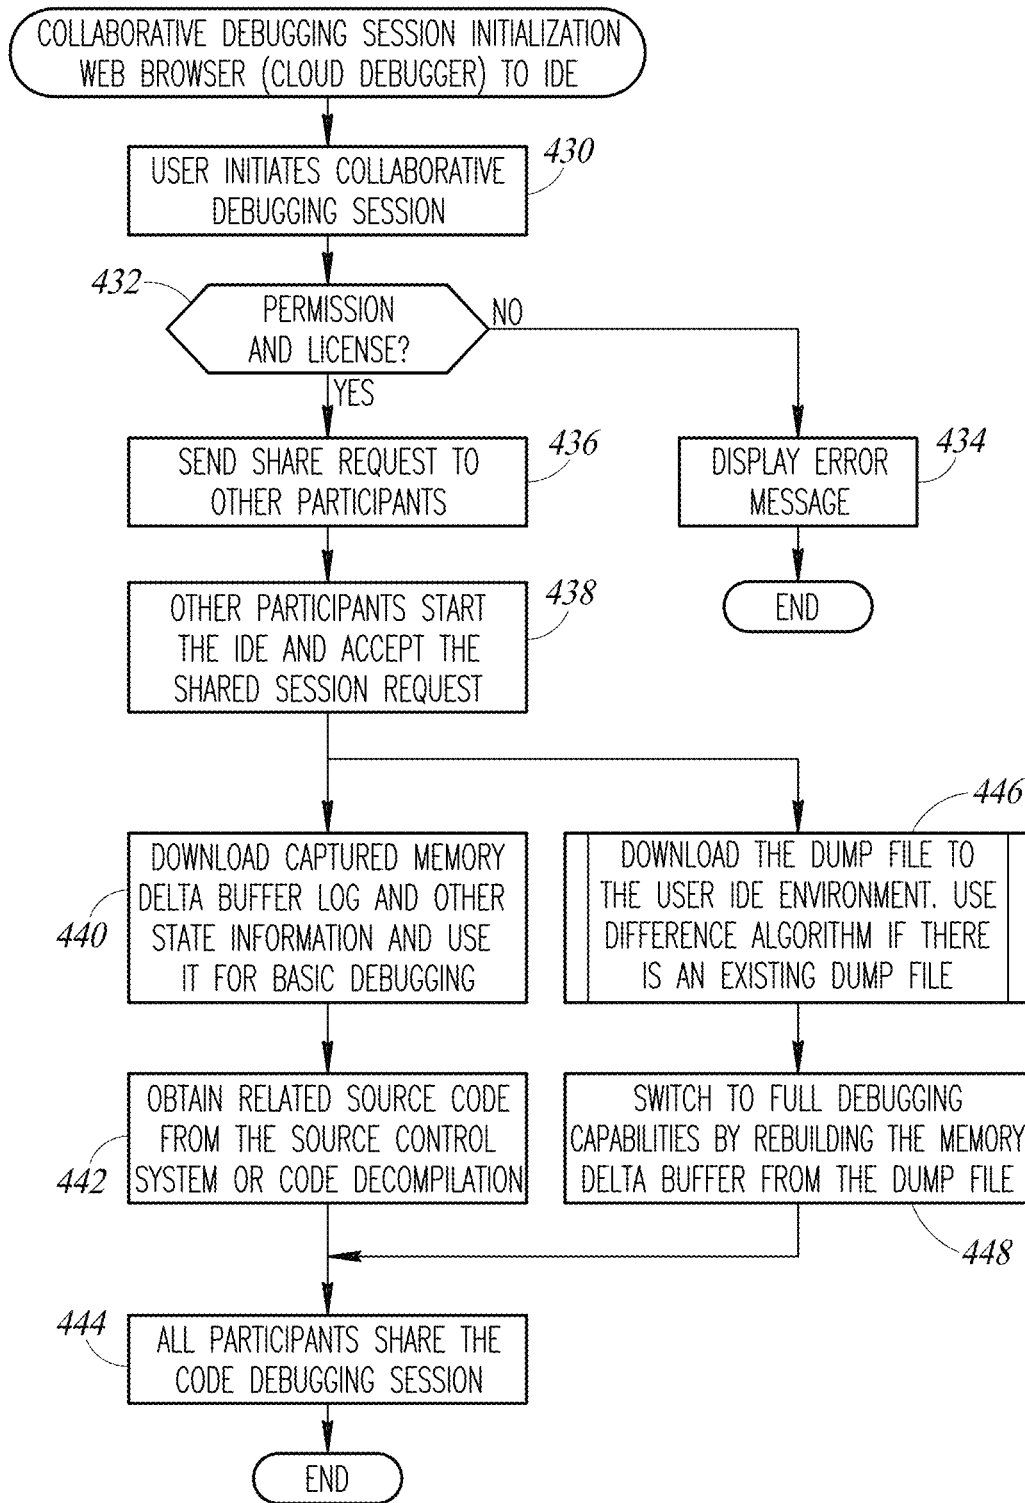 COLLABORATIVE DEBUGGING SESSION INITIALIZATION
WEB BROWSER (CLOUD DEBUGGER) TO IDE
430
USER INITIATES COLLABORATIVE
DEBUGGING SESSION
432
PERMISSION
AND LICENSE?
NO
YES
436
SEND SHARE REQUEST TO
OTHER PARTICIPANTS
434
DISPLAY ERROR
MESSAGE
END
438
OTHER PARTICIPANTS START
THE IDE AND ACCEPT THE
SHARED SESSION REQUEST
440
DOWNLOAD CAPTURED MEMORY
DELTA BUFFER LOG AND OTHER
STATE INFORMATION AND USE
IT FOR BASIC DEBUGGING
446
DOWNLOAD THE DUMP FILE TO
THE USER IDE ENVIRONMENT. USE
DIFFERENCE ALGORITHM IF THERE
IS AN EXISTING DUMP FILE
442
OBTAIN RELATED SOURCE CODE
FROM THE SOURCE CONTROL
SYSTEM OR CODE DECOMPILATION
SWITCH TO FULL DEBUGGING
CAPABILITIES BY REBUILDING THE MEMORY
DELTA BUFFER FROM THE DUMP FILE
448
444
ALL PARTICIPANTS SHARE THE
CODE DEBUGGING SESSION
END